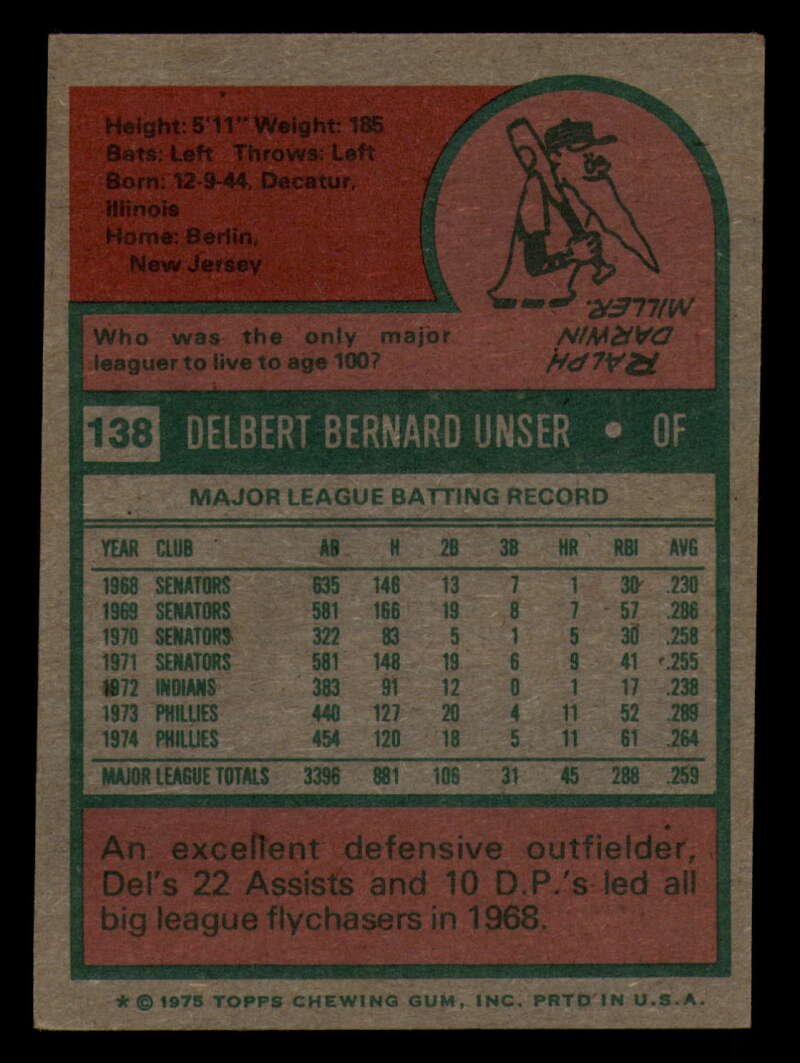 Height: 5'11" Weight: 185
Bats: Left Throws: Left
Born: 12-9-44, Decatur,
Illinois
Home: Berlin,
New Jersey
Who was the only major
leaguer to live to age 100?
RALPH
DARWIN
MILLER.
138 DELBERT BERNARD UNSER • OF
MAJOR LEAGUE BATTING RECORD
YEAR CLUB AB H 2B 3B HR RBI AVG
1968 SENATORS 635 146 13 7 1 30 .230
1969 SENATORS 581 166 19 8 7 57 .286
1970 SENATORS 322 83 5 1 5 30 .258
1971 SENATORS 581 148 19 6 9 41 .255
1972 INDIANS 383 91 12 0 1 17 .238
1973 PHILLIES 440 127 20 4 11 52 .289
1974 PHILLIES 454 120 18 5 11 61 .264
MAJOR LEAGUE TOTALS 3396 881 106 31 45 288 .259
An excellent defensive outfielder,
Del's 22 Assists and 10 D.P.'s led all
big league flychasers in 1968.
* © 1975 TOPPS CHEWING GUM, INC. PRTD IN U.S.A.